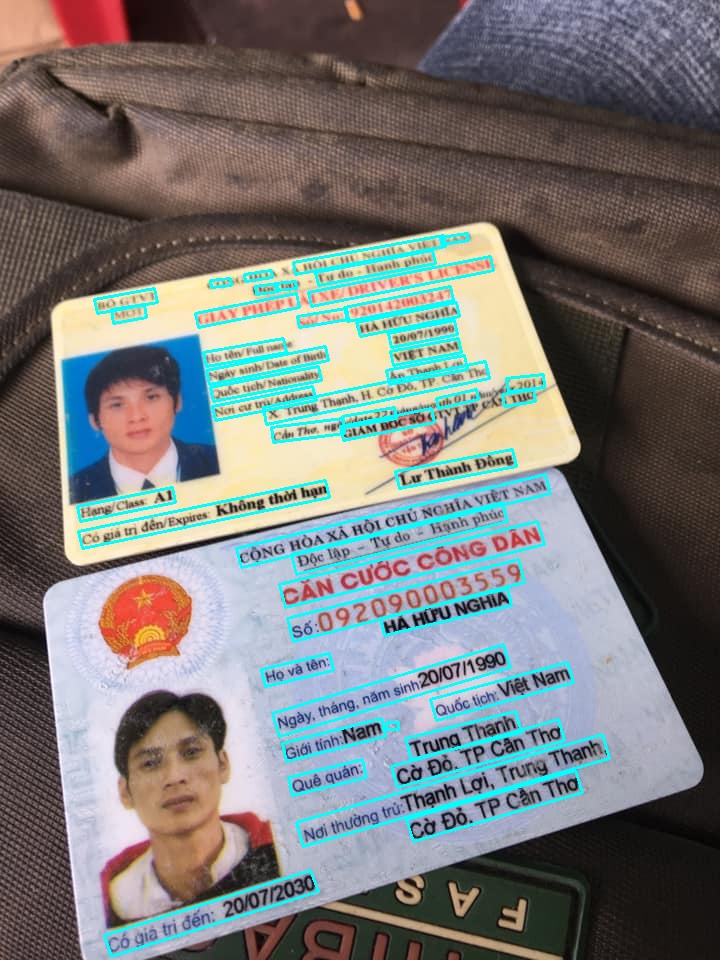 BỘ GTVT
MOT
CỘNG HÒA XÃ HỘI CHỦ NGHĨA VIỆT NAM
Độc lập - Tự do - Hạnh phúc
GIẤY PHÉP LÁI XE/ DRIVER'S LICENSE
Số/No: 920142003247
Họ tên/ Full name HÀ HỮU NGHĨA
Ngày sinh/ Date of Birth 20/07/1990
Quốc tịch/ Nationality VIỆT NAM
Nơi cư trú/Address An Thạnh Lợi
X. Trung Thạnh, H. Cờ Đỏ, TP. Cần Thơ
Cần Thơ, ngày/date 22 tháng/month 01 năm/year 2014
GIÁM ĐỐC SỞ GTVT TP CẦN THƠ
Lư Thành Đồng
Hạng/Class: A1
Có giá trị đến/Expires: Không thời hạn
CỘNG HÒA XÃ HỘI CHỦ NGHĨA VIỆT NAM
Độc lập - Tự do - Hạnh phúc
CĂN CƯỚC CÔNG DÂN
Số: 092090003559
HÀ HỮU NGHĨA
Họ và tên:
Ngày, tháng, năm sinh: 20/07/1990
Giới tính: Nam Quốc tịch: Việt Nam
Quê quán: Trung Thạnh
Cờ Đỏ, TP Cần Thơ
Nơi thường trú: Thạnh Lợi, Trung Thạnh,
Cờ Đỏ, TP Cần Thơ
Có giá trị đến: 20/07/2030
FAS